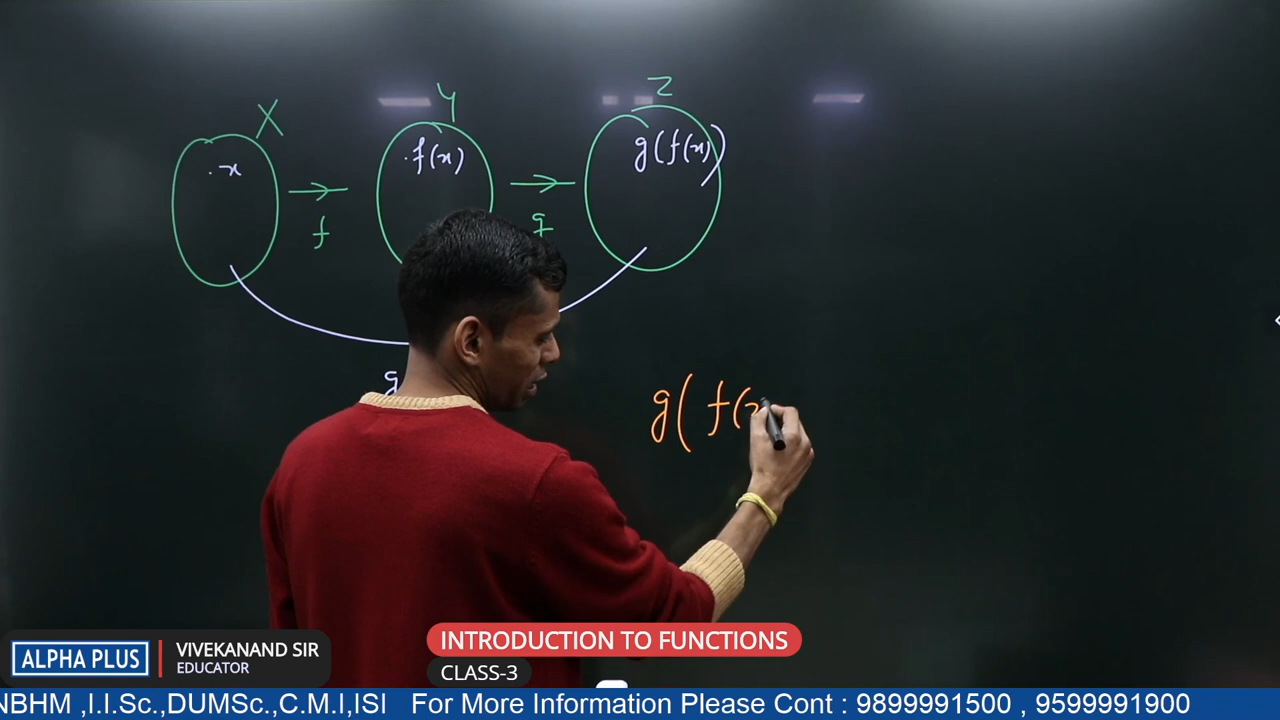 X Y Z
.x .f(x) g(f(x))
f g
g
g( f(x
INTRODUCTION TO FUNCTIONS
ALPHA PLUS VIVEKANAND SIR
EDUCATOR
CLASS-3
NBHM ,I.I.Sc.,DUMSc.,C.M.I,ISI For More Information Please Cont : 9899991500 , 9599991900